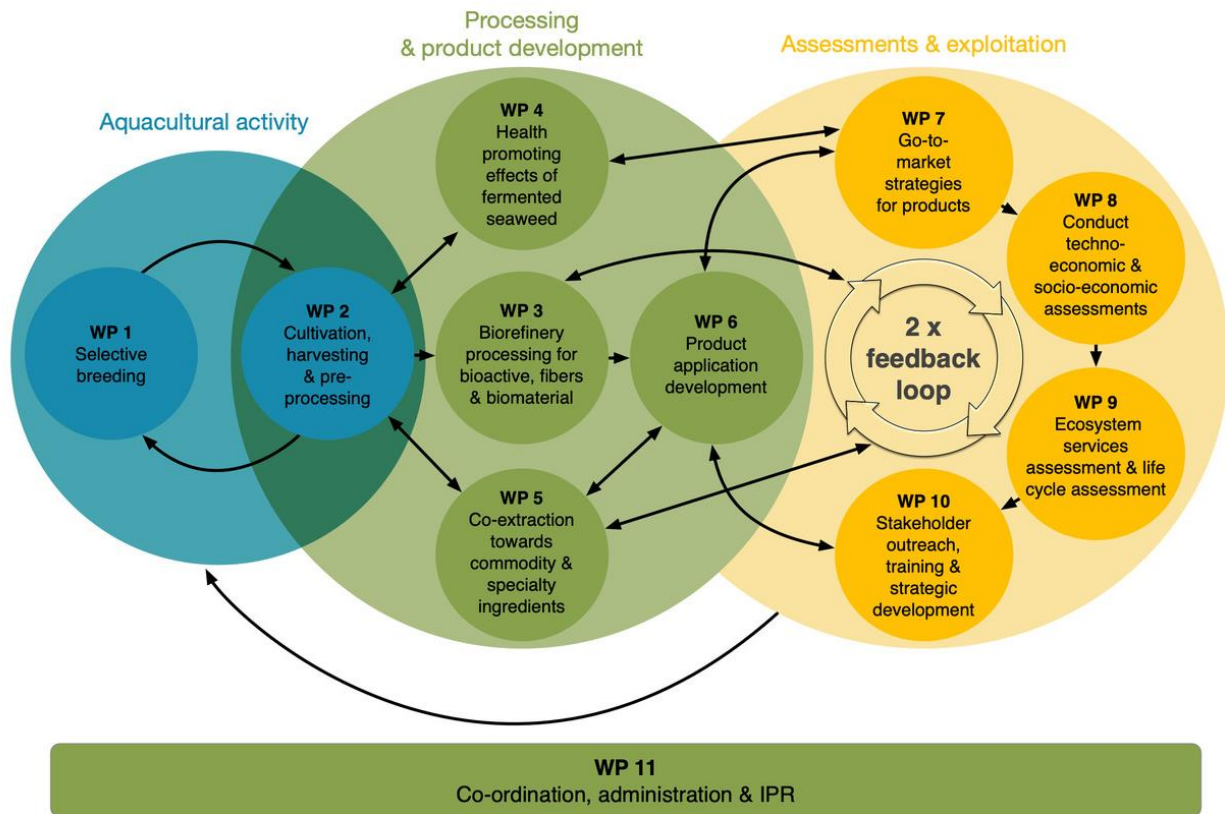 Processing
& product development
Assessments & exploitation
Aquacultural activity
WP 1
Selective
breeding
WP 2
Cultivation,
harvesting
& pre-
processing
WP 4
Health
promoting
effects of
fermented
seaweed
WP 3
Biorefinery
processing for
bioactive, fibers
& biomaterial
WP 5
Co-extraction
towards
commodity &
specialty
ingredients
WP 6
Product
application
development
WP 7
Go-to-
market
strategies
for products
WP 8
Conduct
techno-
economic &
socio-economic
assessments
2 x
feedback
loop
WP 9
Ecosystem
services
assessment & life
cycle assessment
WP 10
Stakeholder
outreach,
training &
strategic
development
WP 11
Co-ordination, administration & IPR